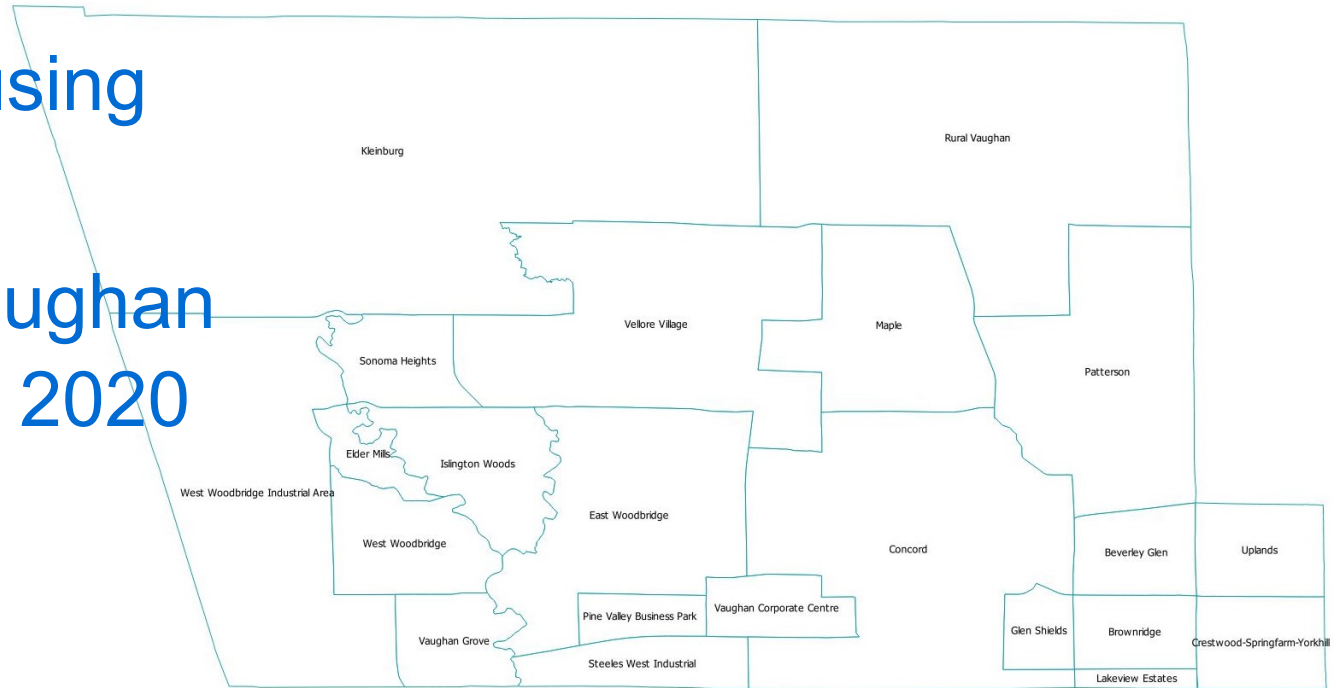 using
Rural Vaughan
Kleinburg
ughan
Vellore Village
Maple
Sonoma Heights
Patterson
2020
Elder Mills
Islington Woods
West Woodbridge Industrial Area
East Woodbridge
West Woodbridge
Concord
Beverley Glen
Uplands
Vaughan Corporate Centre
Pine Valley Business Park
Glen Shields
Brownridge
Vaughan Grove
Crestwood-Springfarm-Yorkhill
Steeles West Industrial
Lakeview Estates